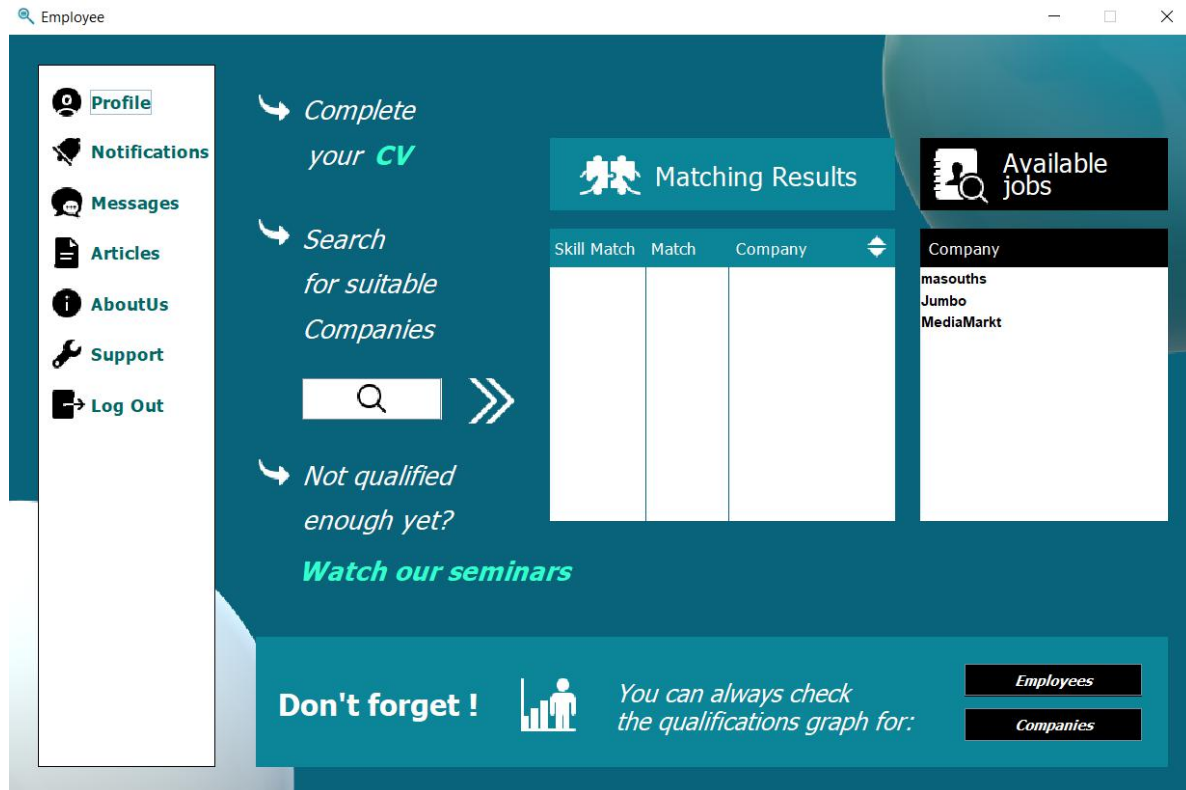 Employee
Profile
Notifications
Messages
Articles
AboutUs
Support
Log Out
Complete
your CV
Search
for suitable
Companies
Not qualified
enough yet?
Watch our seminars
Matching Results
Skill Match Match Company
Available
jobs
Company
masouths
Jumbo
MediaMarkt
Don't forget !
You can always check
the qualifications graph for:
Employees
Companies